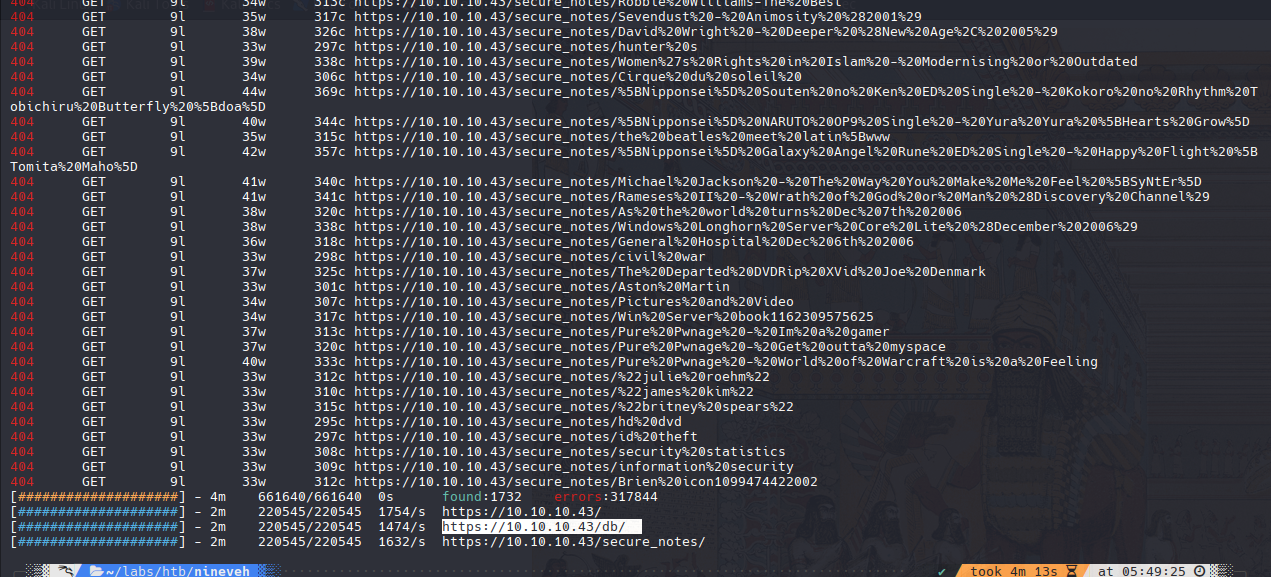 404 GET 9l 34w 313c https://10.10.10.43/secure_notes/Robbie%20Williams-The%20Best
404 GET 9l 35w 317c https://10.10.10.43/secure_notes/Sevendust%20-%20Animosity%20%282001%29
404 GET 9l 38w 326c https://10.10.10.43/secure_notes/David%20Wright%20-%20Deeper%20%28New%20Age%2C%202005%29
404 GET 9l 33w 297c https://10.10.10.43/secure_notes/hunter%20s
404 GET 9l 39w 338c https://10.10.10.43/secure_notes/Women%27s%20Rights%20in%20Islam%20-%20Modernising%20or%20Outdated
404 GET 9l 34w 306c https://10.10.10.43/secure_notes/Cirque%20du%20soleil%20
404 GET 9l 44w 369c https://10.10.10.43/secure_notes/%5BNipponsei%5D%20Souten%20no%20Ken%20ED%20Single%20-%20Kokoro%20no%20Rhythm%20T
obichiru%20Butterfly%20%5Bdoa%5D
404 GET 9l 40w 344c https://10.10.10.43/secure_notes/%5BNipponsei%5D%20NARUTO%20OP9%20Single%20-%20Yura%20Yura%20%5BHearts%20Grow%5D
404 GET 9l 35w 315c https://10.10.10.43/secure_notes/the%20beatles%20meet%20latin%5Bwww
404 GET 9l 42w 357c https://10.10.10.43/secure_notes/%5BNipponsei%5D%20Galaxy%20Angel%20Rune%20ED%20Single%20-%20Happy%20Flight%20%5B
Tomita%20Maho%5D
404 GET 9l 41w 340c https://10.10.10.43/secure_notes/Michael%20Jackson%20-%20The%20Way%20You%20Make%20Me%20Feel%20%5BSyNtEr%5D
404 GET 9l 41w 341c https://10.10.10.43/secure_notes/Rameses%20II%20-%20Wrath%20of%20God%20or%20Man%20%28Discovery%20Channel%29
404 GET 9l 38w 320c https://10.10.10.43/secure_notes/As%20the%20world%20turns%20Dec%207th%202006
404 GET 9l 38w 338c https://10.10.10.43/secure_notes/Windows%20Longhorn%20Server%20Core%20Lite%20%28December%202006%29
404 GET 9l 36w 318c https://10.10.10.43/secure_notes/General%20Hospital%20Dec%206th%202006
404 GET 9l 33w 298c https://10.10.10.43/secure_notes/civil%20war
404 GET 9l 37w 325c https://10.10.10.43/secure_notes/The%20Departed%20DVDRip%20XVid%20Joe%20Denmark
404 GET 9l 33w 301c https://10.10.10.43/secure_notes/Aston%20Martin
404 GET 9l 34w 307c https://10.10.10.43/secure_notes/Pictures%20and%20Video
404 GET 9l 34w 317c https://10.10.10.43/secure_notes/Win%20Server%20book1162309575625
404 GET 9l 37w 313c https://10.10.10.43/secure_notes/Pure%20Pwnage%20-%20Im%20a%20gamer
404 GET 9l 37w 320c https://10.10.10.43/secure_notes/Pure%20Pwnage%20-%20Get%20outta%20myspace
404 GET 9l 40w 333c https://10.10.10.43/secure_notes/Pure%20Pwnage%20-%20World%20of%20Warcraft%20is%20a%20Feeling
404 GET 9l 33w 312c https://10.10.10.43/secure_notes/%22julie%20roehm%22
404 GET 9l 33w 310c https://10.10.10.43/secure_notes/%22james%20kim%22
404 GET 9l 33w 315c https://10.10.10.43/secure_notes/%22britney%20spears%22
404 GET 9l 33w 295c https://10.10.10.43/secure_notes/hd%20dvd
404 GET 9l 33w 297c https://10.10.10.43/secure_notes/id%20theft
404 GET 9l 33w 308c https://10.10.10.43/secure_notes/security%20statistics
404 GET 9l 33w 309c https://10.10.10.43/secure_notes/information%20security
404 GET 9l 33w 312c https://10.10.10.43/secure_notes/Brien%20icon1099474422002
[####################] - 4m 661640/661640 0s found:1732 errors:317844
[####################] - 2m 220545/220545 1754/s https://10.10.10.43/
[####################] - 2m 220545/220545 1474/s https://10.10.10.43/db/
[####################] - 2m 220545/220545 1632/s https://10.10.10.43/secure_notes/
~/labs/htb/nineveh ✔ took 4m 13s at 05:49:25